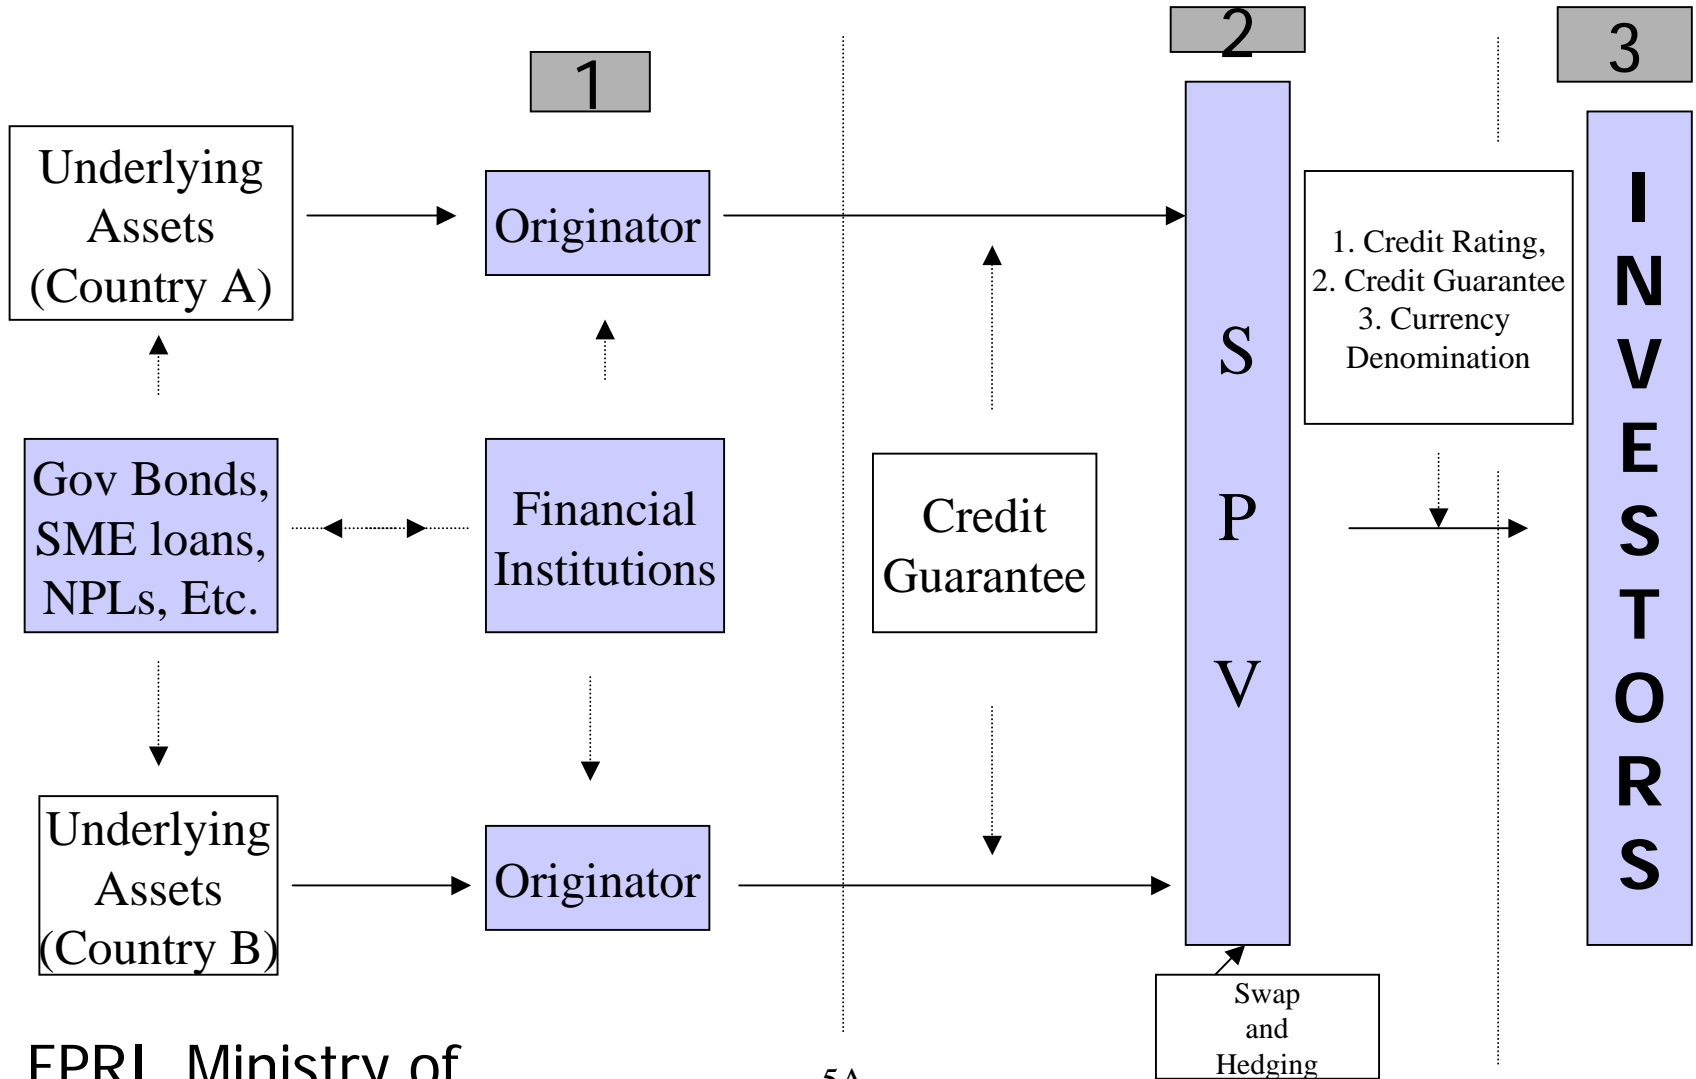 1
2
3
Underlying
Assets
(Country A)
Originator
1. Credit Rating,
2. Credit Guarantee
3. Currency
Denomination
S
P
V
I
N
V
E
S
T
O
R
S
Gov Bonds,
SME loans,
NPLs, Etc.
Financial
Institutions
Credit
Guarantee
Underlying
Assets
(Country B)
Originator
Swap
and
Hedging
FPRI, Ministry of
5A